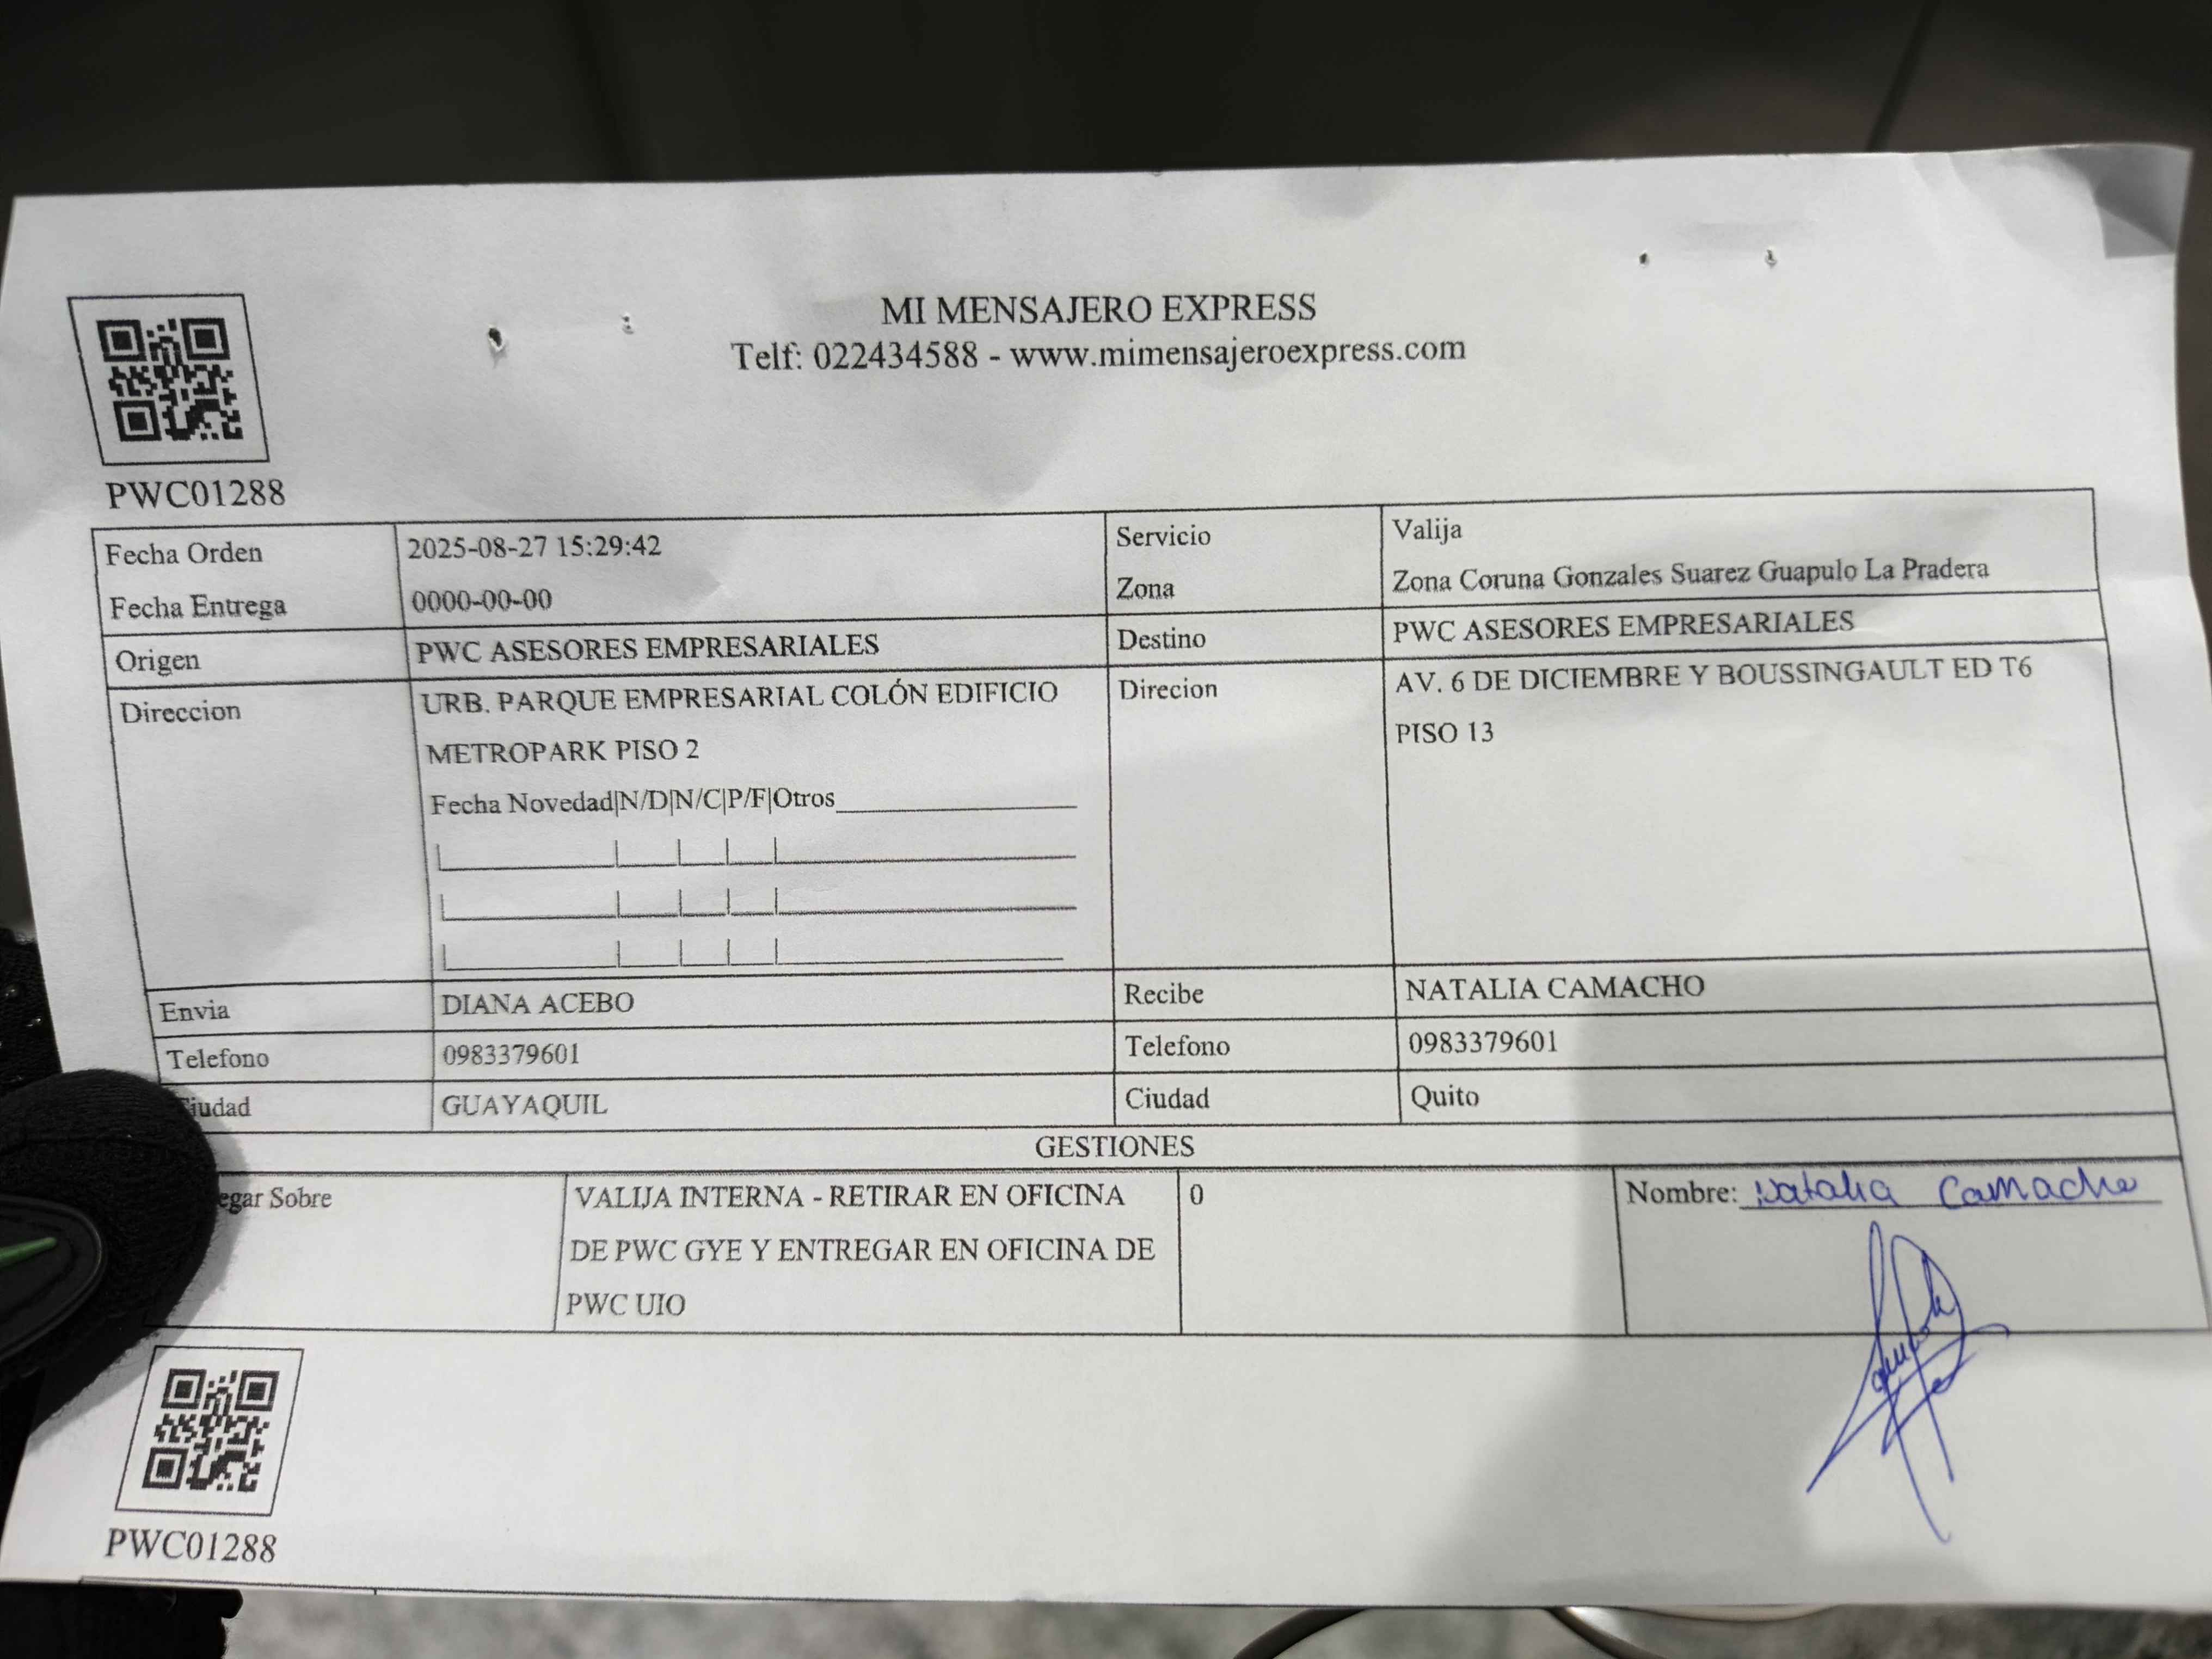 MI MENSAJERO EXPRESS
Telf: 022434588 - www.mimensajeroexpress.com
PWC01288
Fecha Orden 2025-08-27 15:29:42 Servicio Valija
Fecha Entrega 0000-00-00 Zona Zona Coruna Gonzales Suarez Guapulo La Pradera
Origen PWC ASESORES EMPRESARIALES Destino PWC ASESORES EMPRESARIALES
Direccion URB. PARQUE EMPRESARIAL COLÓN EDIFICIO Direcion AV. 6 DE DICIEMBRE Y BOUSSINGAULT ED T6
METROPARK PISO 2 PISO 13
Fecha Novedad|N/D|N/C|P/F|Otros
Envia DIANA ACEBO Recibe NATALIA CAMACHO
Telefono 0983379601 Telefono 0983379601
iudad GUAYAQUIL Ciudad Quito
GESTIONES
egar Sobre VALIJA INTERNA - RETIRAR EN OFICINA 0 Nombre: Natalia Camacho
DE PWC GYE Y ENTREGAR EN OFICINA DE
PWC UIO
PWC01288